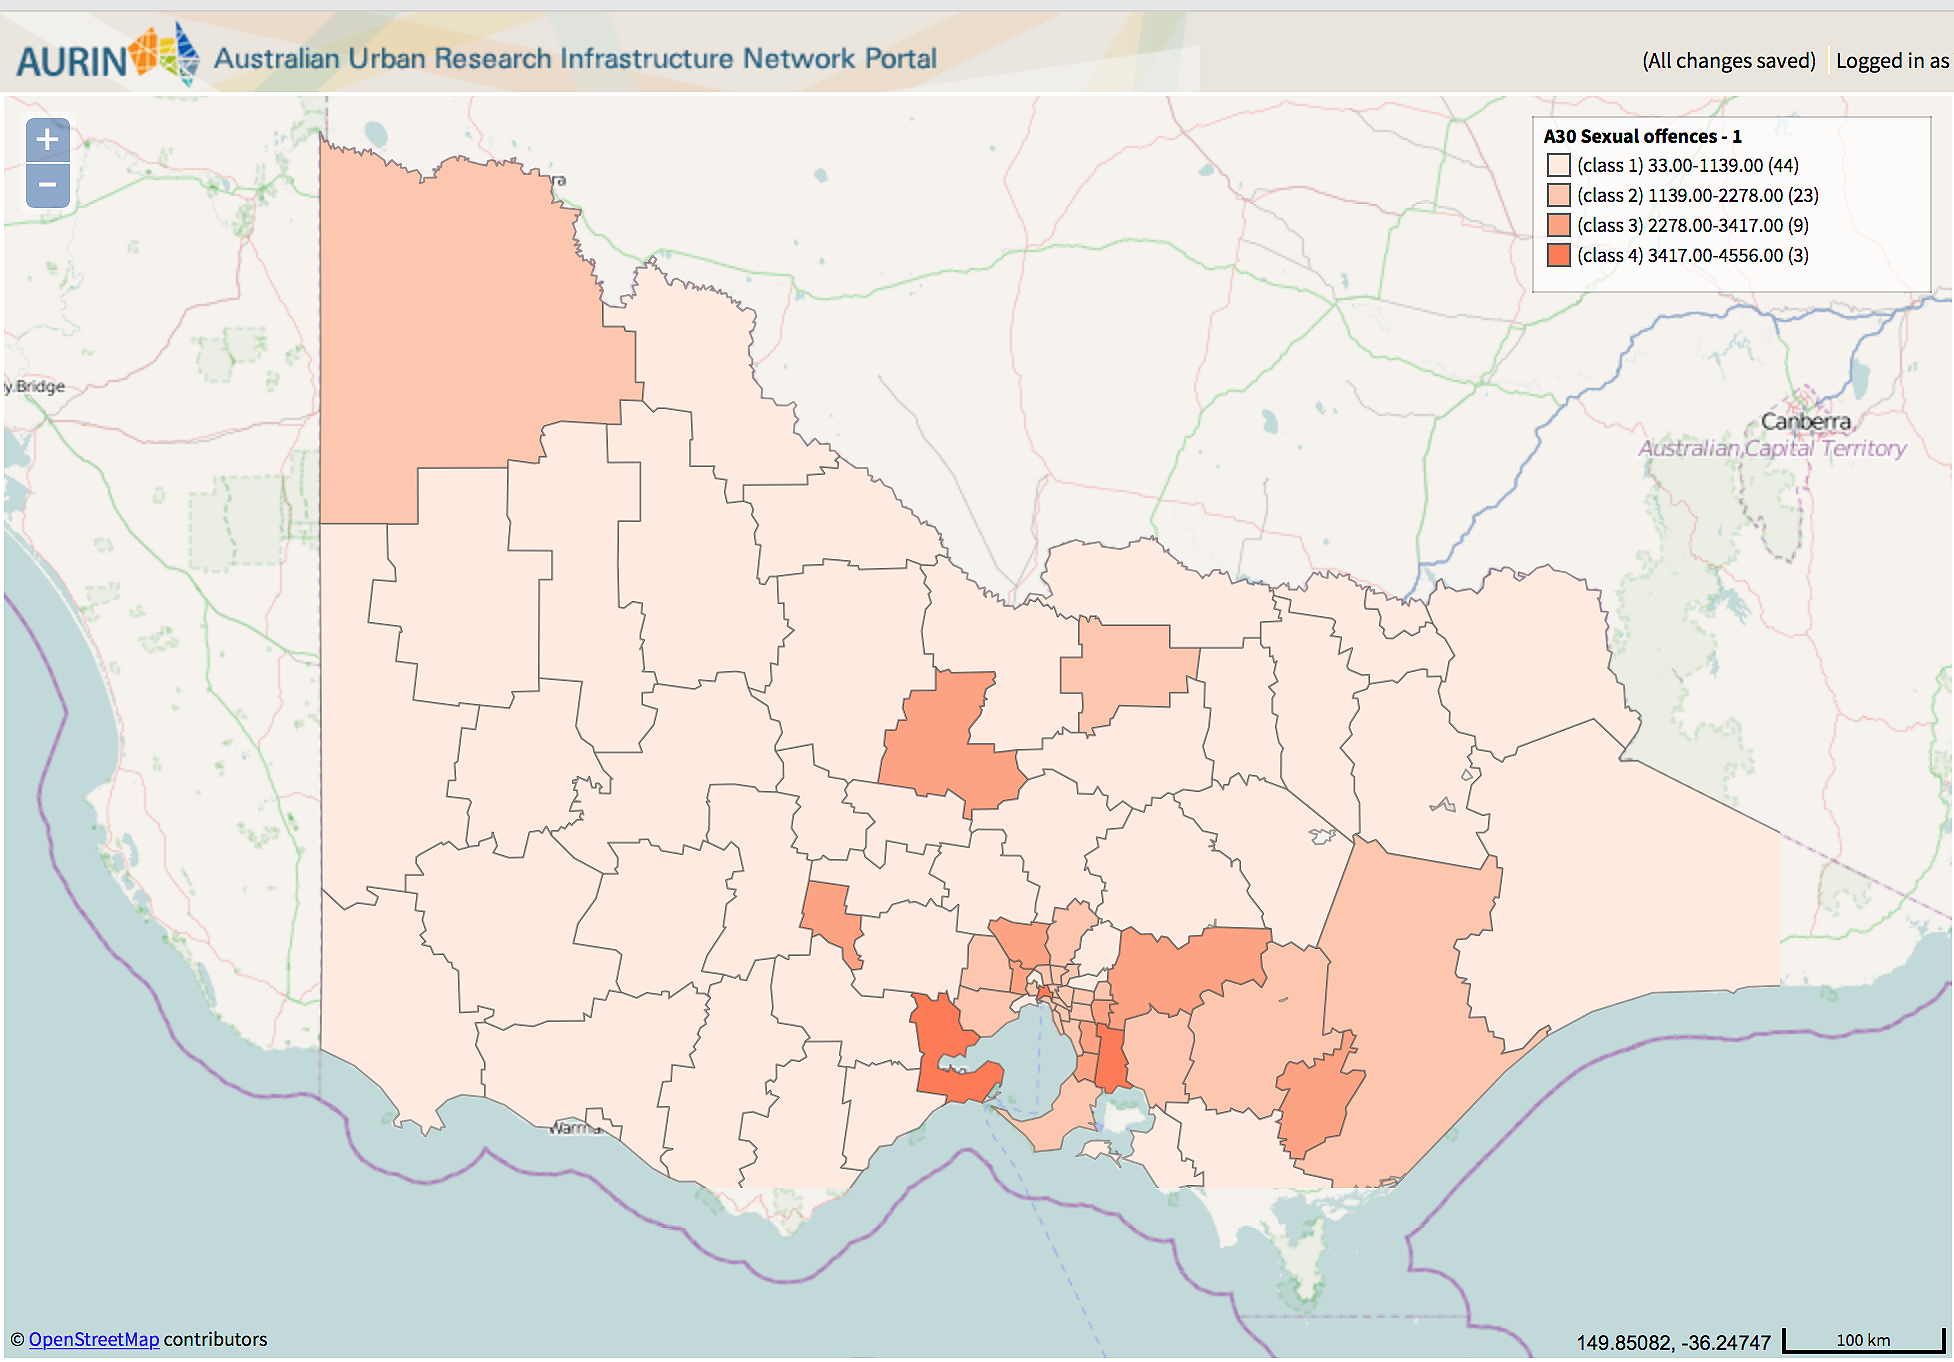 AURIN Australian Urban Research Infrastructure Network Portal
(All changes saved) Logged in as
+
−
A30 Sexual offences - 1
(class 1) 33.00-1139.00 (44)
(class 2) 1139.00-2278.00 (23)
(class 3) 2278.00-3417.00 (9)
(class 4) 3417.00-4556.00 (3)
ra
y Bridge
Canberra
Australian Capital Territory
Warrna
© OpenStreetMap contributors
149.85082, -36.24747
100 km